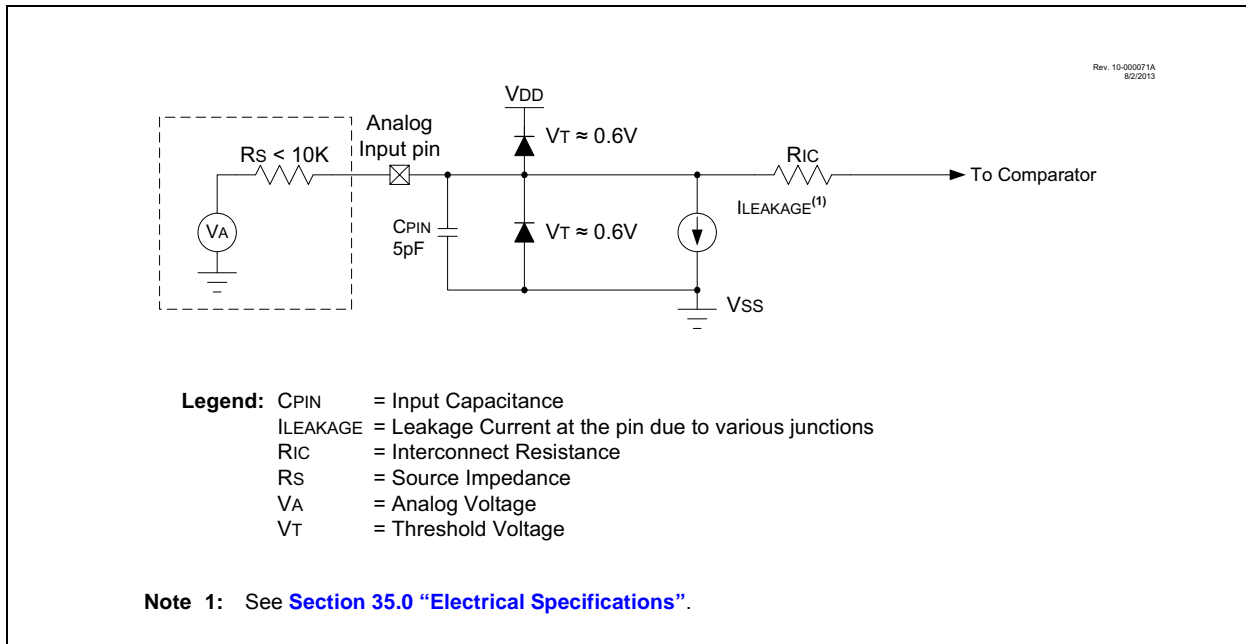 Rev. 10-000071A
8/2/2013
VDD
Analog
Input pin
VT ≈ 0.6V
RS < 10K
RIC
To Comparator
ILEAKAGE(1)
CPIN
5pF
VT ≈ 0.6V
VA
VSS
Legend: CPIN = Input Capacitance
ILEAKAGE = Leakage Current at the pin due to various junctions
RIC = Interconnect Resistance
RS = Source Impedance
VA = Analog Voltage
VT = Threshold Voltage
Note 1: See Section 35.0 “Electrical Specifications”.